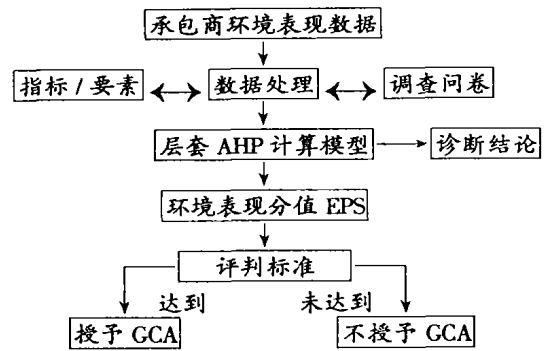 承包商环境表现数据
指标 / 要素
数据处理
调查问卷
层套 AHP 计算模型
诊断结论
环境表现分值 EPS
评判标准
达到
未达到
授予 GCA
不授予 GCA